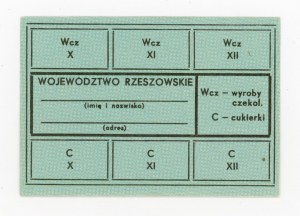 Wcz X
Wcz XI
Wcz XII
WOJEWÓDZTWO RZESZOWSKIE
(imię i nazwisko)
(adres)
Wcz – wyroby
czekol.
C – cukierki
C X
C XI
C XII